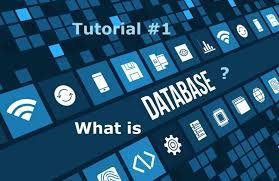 Tutorial #1
What is
DATABASE ?